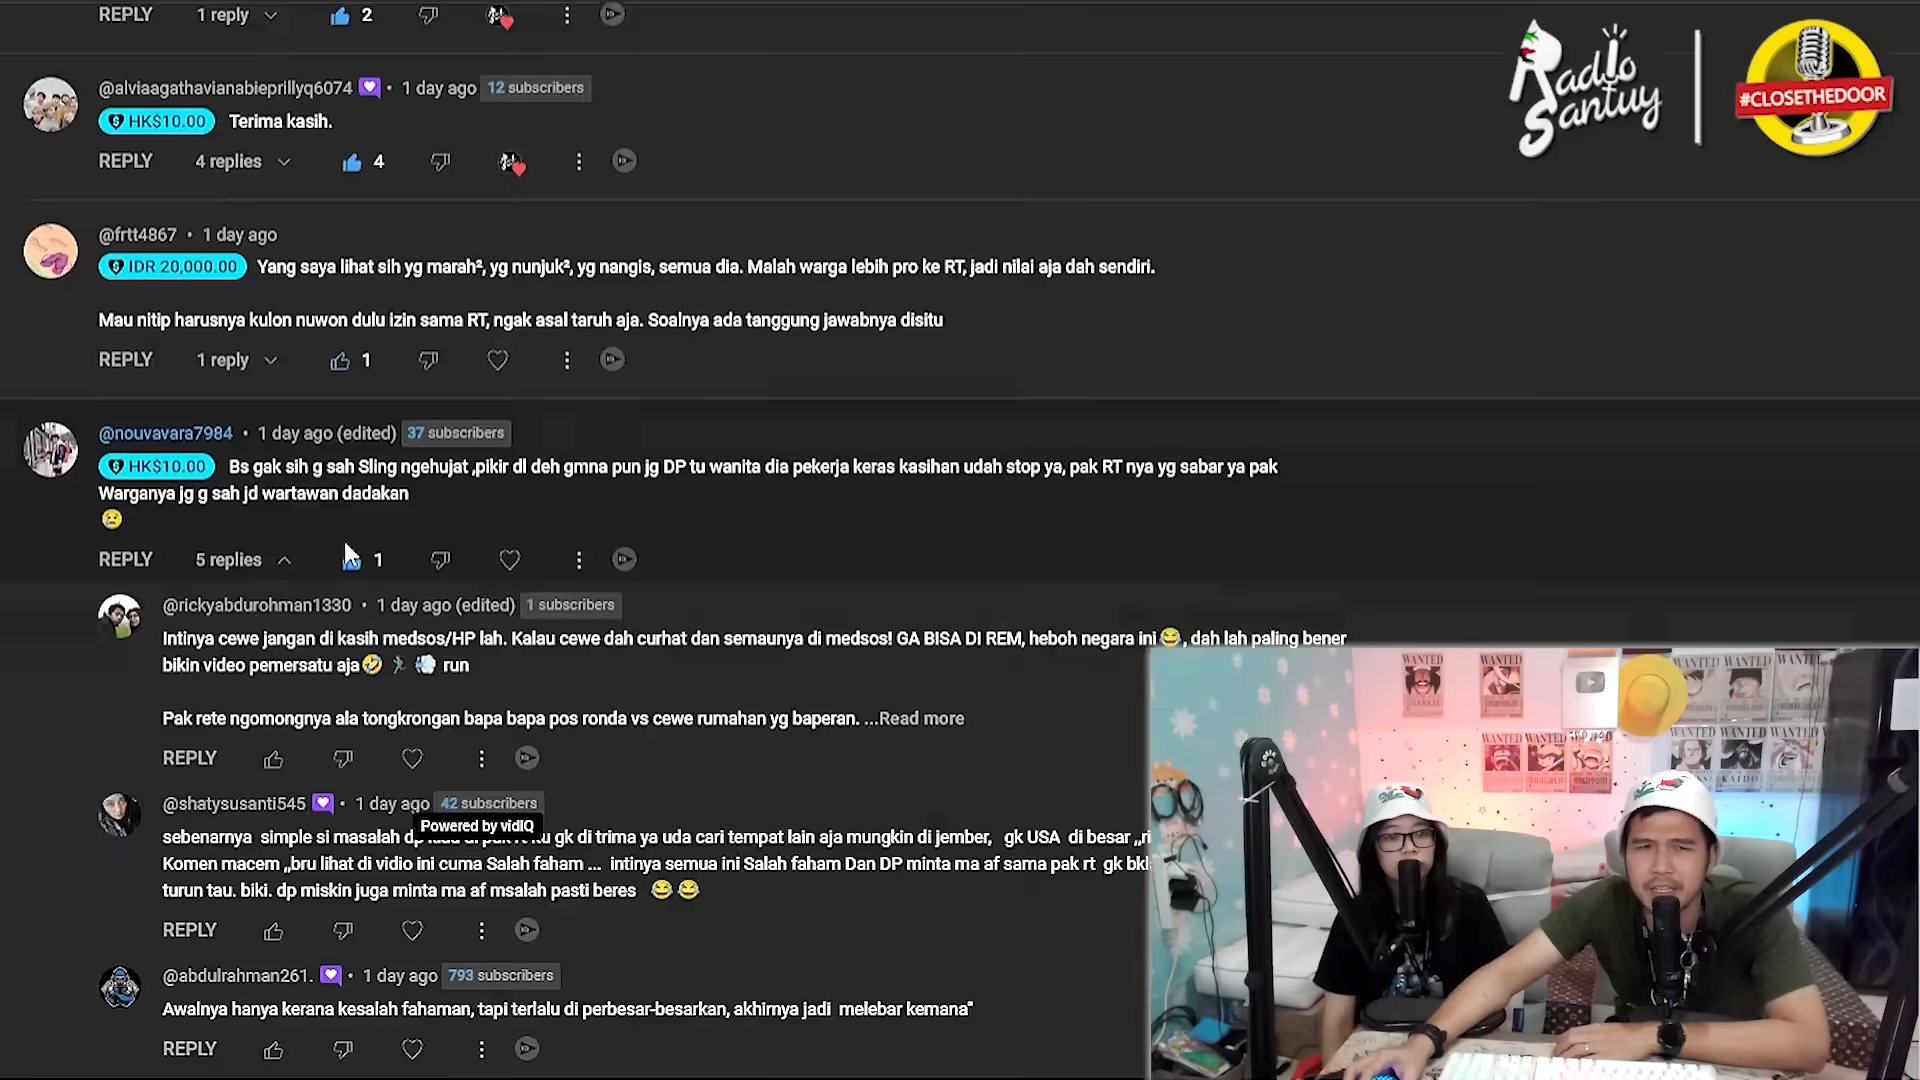 REPLY 1 reply 2
Radio Santuy
#CLOSETHEDOOR
@alviaagathavianabieprillyq6074 • 1 day ago 12 subscribers
HK$10.00 Terima kasih.
REPLY 4 replies 4
@frtt4867 • 1 day ago
IDR 20,000.00 Yang saya lihat sih yg marah², yg nunjuk², yg nangis, semua dia. Malah warga lebih pro ke RT, jadi nilai aja dah sendiri.
Mau nitip harusnya kulon nuwon dulu izin sama RT, ngak asal taruh aja. Soalnya ada tanggung jawabnya disitu
REPLY 1 reply 1
@nouvavara7984 • 1 day ago (edited) 37 subscribers
HK$10.00 Bs gak sih g sah Sling ngehujat ,pikir dl deh gmna pun jg DP tu wanita dia pekerja keras kasihan udah stop ya, pak RT nya yg sabar ya pak
Warganya jg g sah jd wartawan dadakan
😢
REPLY 5 replies 1
@rickyabdurohman1330 • 1 day ago (edited) 1 subscribers
Intinya cewe jangan di kasih medsos/HP lah. Kalau cewe dah curhat dan semaunya di medsos! GA BISA DI REM, heboh negara ini😂, dah lah paling bener
bikin video pemersatu aja🤣🏃💨 run
Pak rete ngomongnya ala tongkrongan bapa bapa pos ronda vs cewe rumahan yg baperan. ...Read more
REPLY
@shatysusanti545 • 1 day ago 42 subscribers
Powered by vidIQ
sebenarnya simple si masalah gk di trima ya uda cari tempat lain aja mungkin di jember, gk USA di besar ,,
Komen macem ,,bru lihat di vidio ini cuma Salah faham ... intinya semua ini Salah faham Dan DP minta ma af sama pak rt gk
turun tau. biki. dp miskin juga minta ma af msalah pasti beres 😂😂
REPLY
@abdulrahman261. • 1 day ago 793 subscribers
Awalnya hanya kerana kesalah fahaman, tapi terlalu di perbesar-besarkan, akhirnya jadi melebar kemana"
REPLY
WANTED WANTED WANTED WANTED
WANTED WANTED
KAIDO